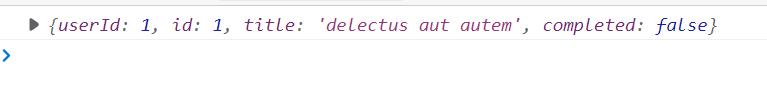 {userId: 1, id: 1, title: 'delectus aut autem', completed: false}